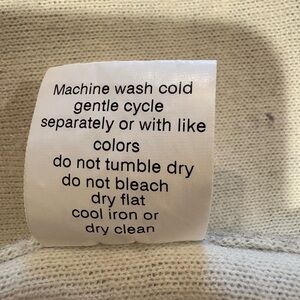 Machine wash cold
gentle cycle
separately or with like
colors
do not tumble dry
do not bleach
dry flat
cool iron or
dry clean